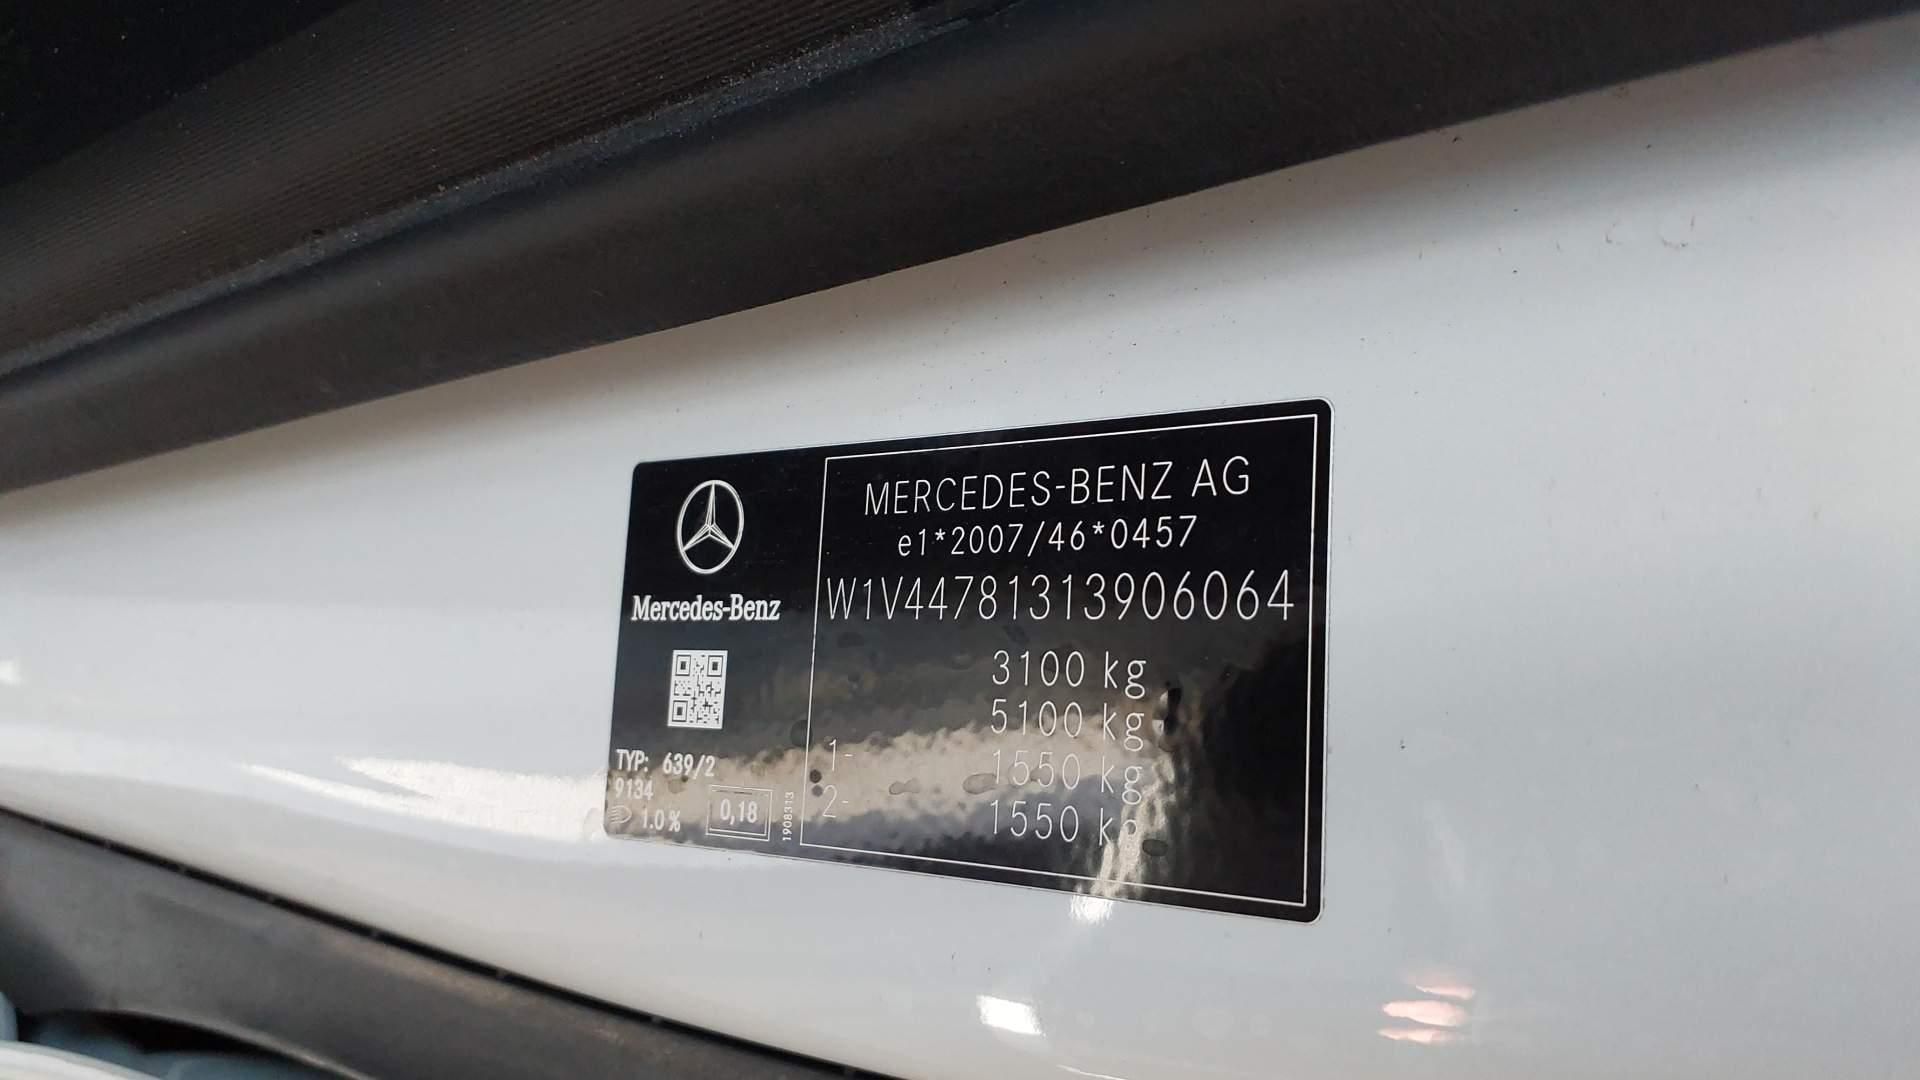 Mercedes-Benz
TYP: 639/2
9134
1.0 %
0,18
1908313
MERCEDES-BENZ AG
e1*2007/46*0457
W1V44781313906064
3100 kg
5100 kg
1- 1550 kg
2- 1550 kg